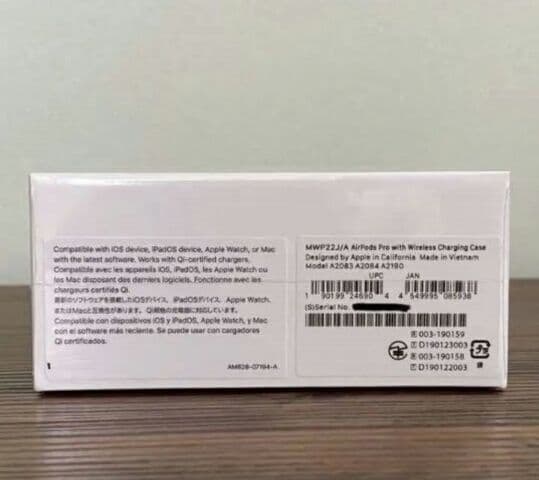 Compatible with iOS device, iPadOS device, Apple Watch, or Mac
with the latest software. Works with Qi-certified chargers.
Compatible avec les appareils iOS, iPadOS, les Apple Watch ou
les Mac disposant des derniers logiciels. Fonctionne avec les
chargeurs certifiés Qi.
最新のソフトウェアを搭載したiOSデバイス、iPadOSデバイス、Apple Watch、
またはMacと互換性があります。Qi規格の充電器に対応しています。
Compatible con dispositivos iOS y iPadOS, Apple Watch, y Mac
con el software más reciente. Se puede usar con cargadores
Qi certificados.
1
AM628-07194-A
MWP22J/A AirPods Pro with Wireless Charging Case
Designed by Apple in California Made in Vietnam
Model A2083 A2084 A2190
UPC JAN
1 90199 24690 4 4 549995 085938
(S)Serial No.
R 003-190159
T D190123003
R 003-190158
T D190122003